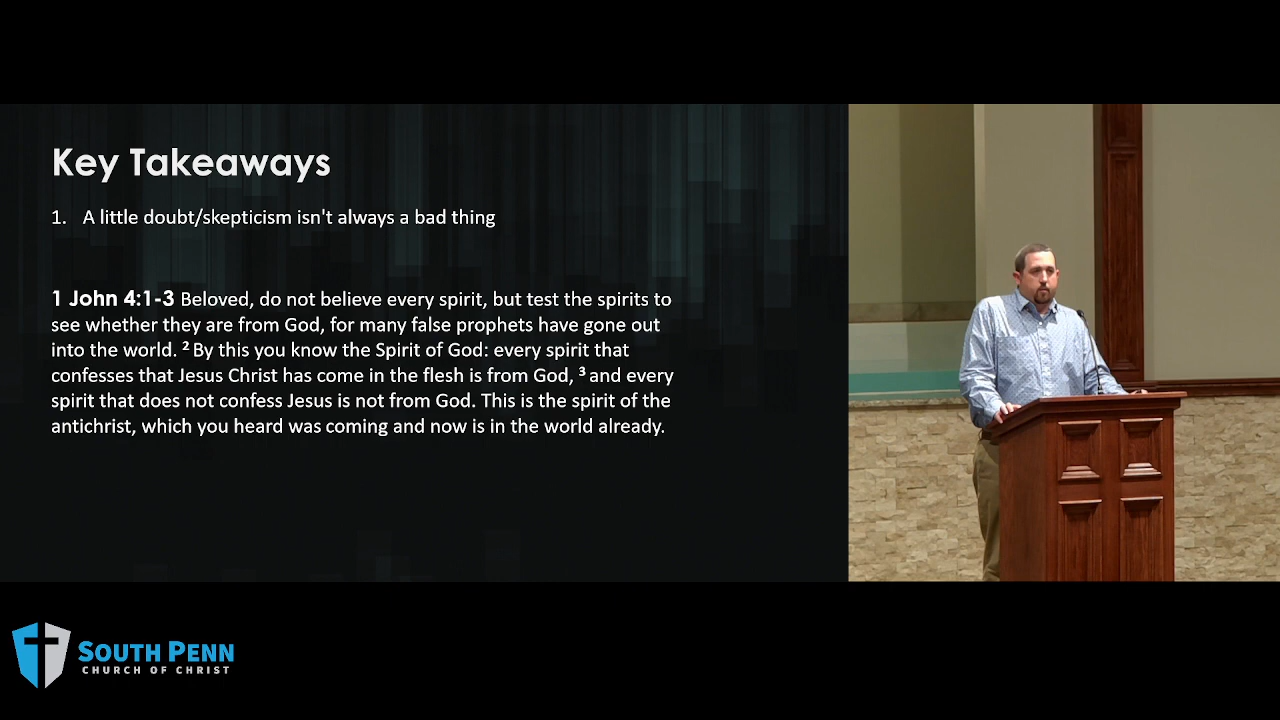 Key Takeaways
1. A little doubt/skepticism isn't always a bad thing
1 John 4:1-3 Beloved, do not believe every spirit, but test the spirits to
see whether they are from God, for many false prophets have gone out
into the world. ² By this you know the Spirit of God: every spirit that
confesses that Jesus Christ has come in the flesh is from God, ³ and every
spirit that does not confess Jesus is not from God. This is the spirit of the
antichrist, which you heard was coming and now is in the world already.
SOUTH PENN
CHURCH OF CHRIST